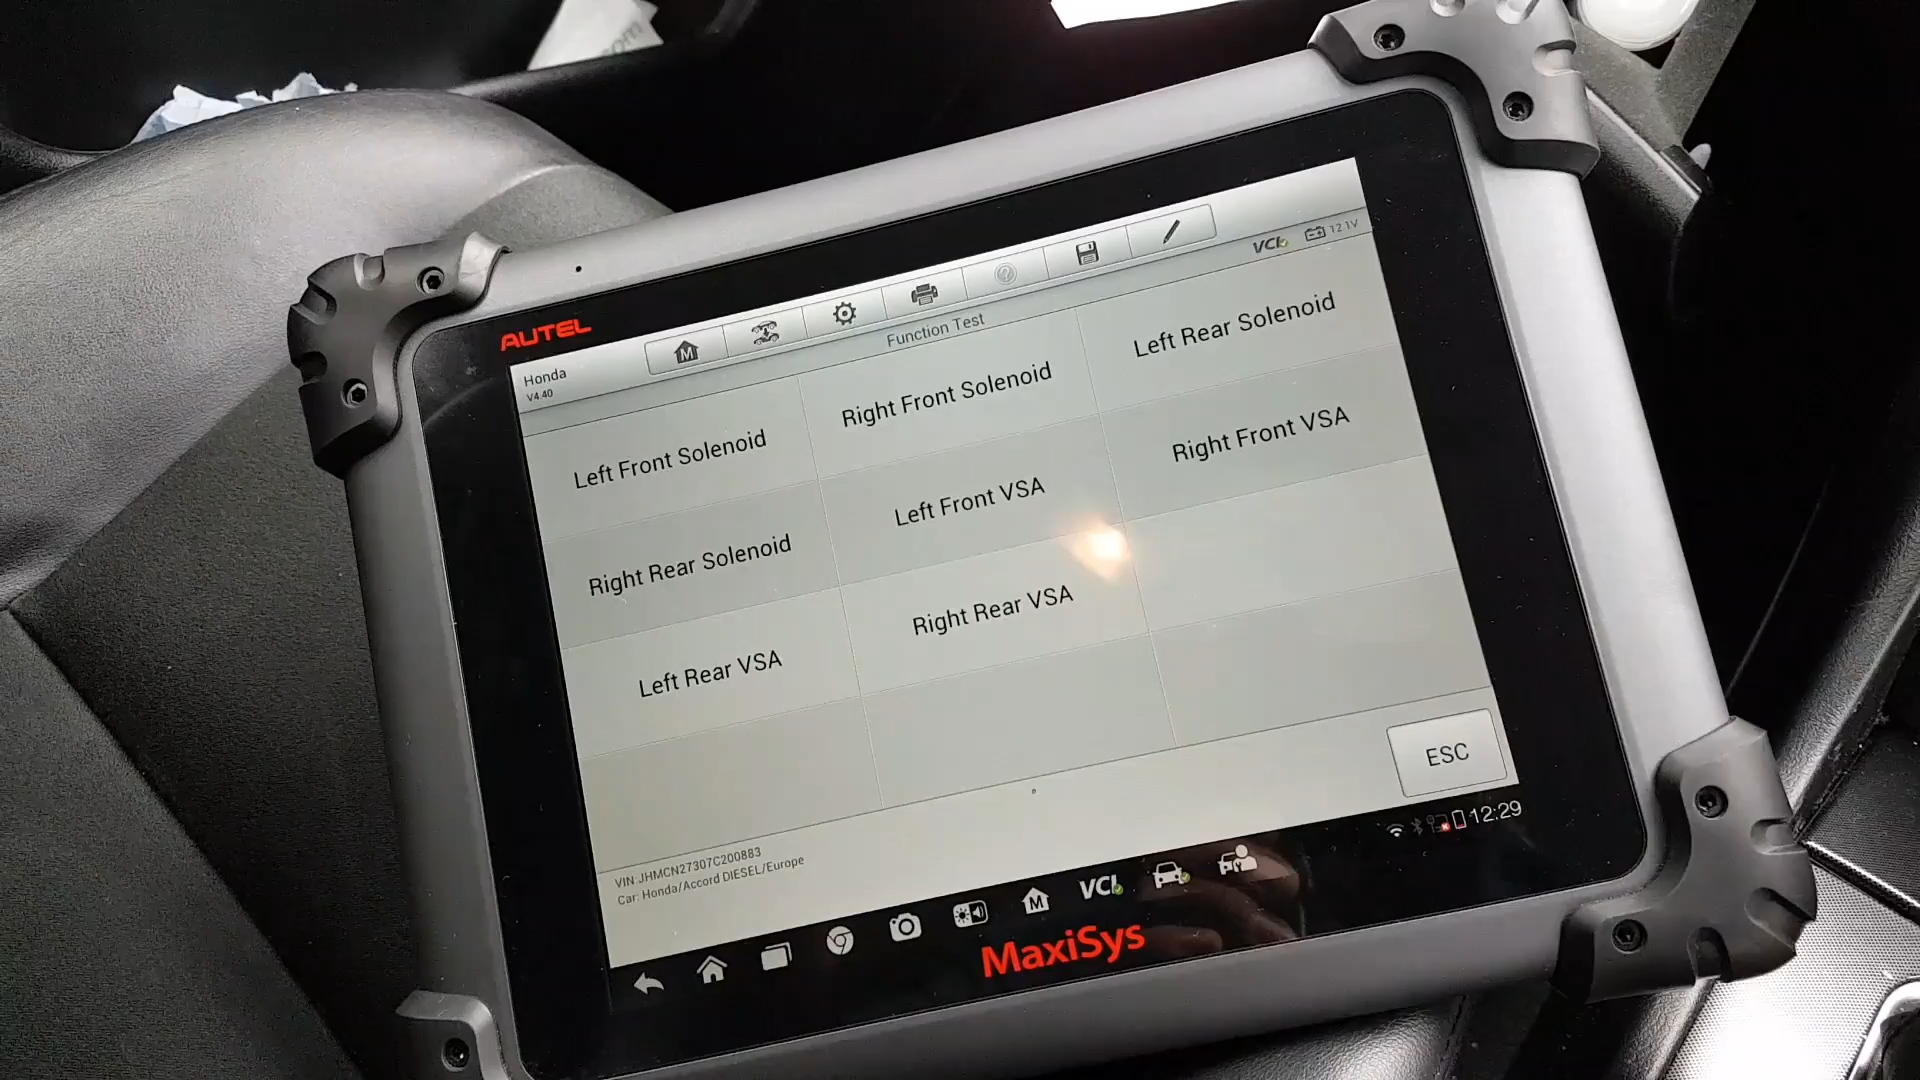 AUTEL
Honda
V4.40
Function Test
VCI 12.1V
Left Front Solenoid
Right Front Solenoid
Left Rear Solenoid
Right Rear Solenoid
Left Front VSA
Right Front VSA
Left Rear VSA
Right Rear VSA
ESC
VIN:JHMCN27307C200883
Car: Honda/Accord DIESEL/Europe
12:29
M
VCI
MaxiSys